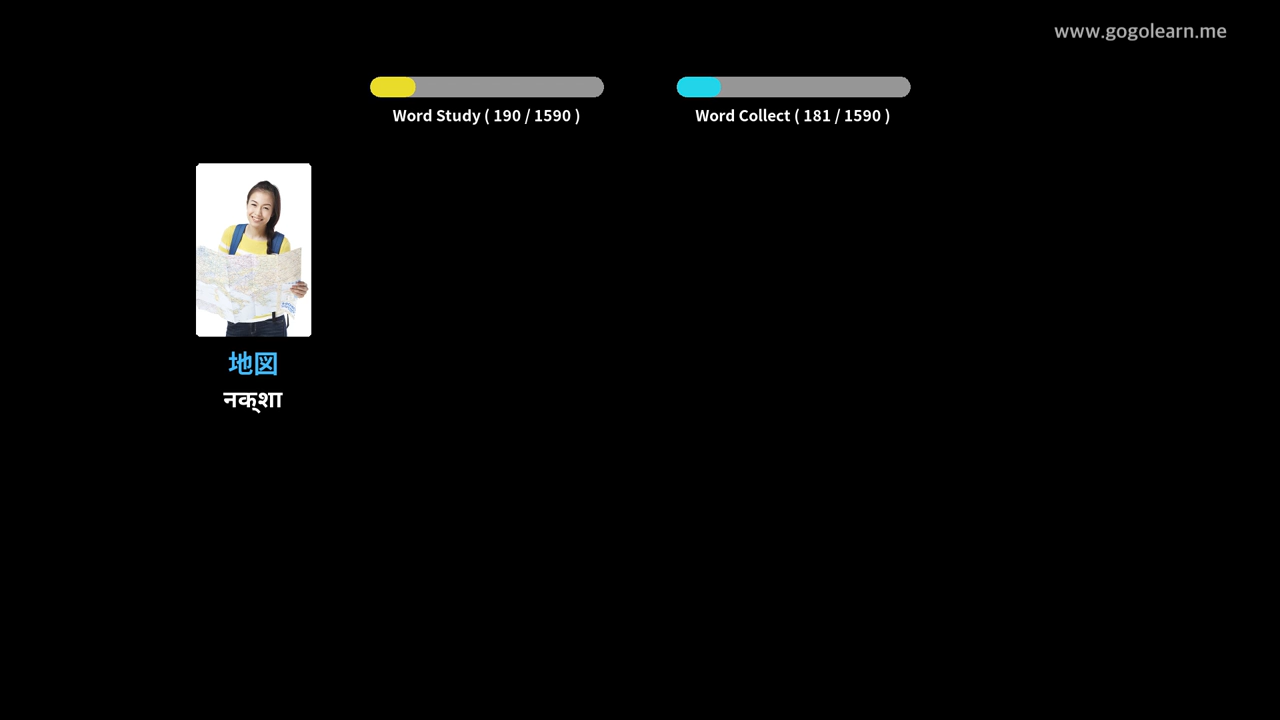 www.gogolearn.me
Word Study ( 190 / 1590 )
Word Collect ( 181 / 1590 )
地図
नक्शा